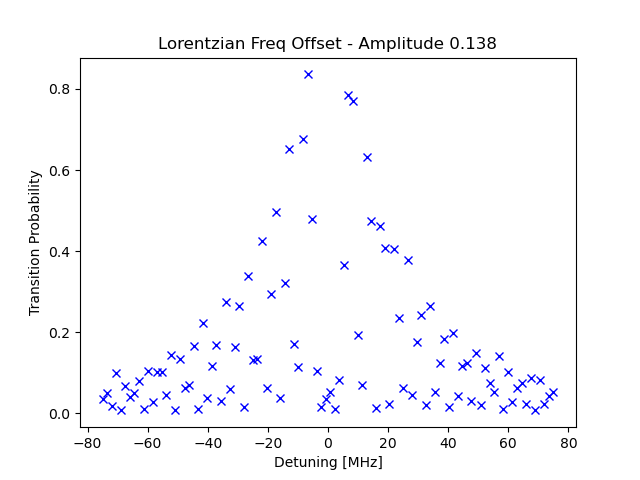 Lorentzian Freq Offset - Amplitude 0.138
0.8
0.6
0.4
0.2
0.0
Transition Probability
−80 −60 −40 −20 0 20 40 60 80
Detuning [MHz]